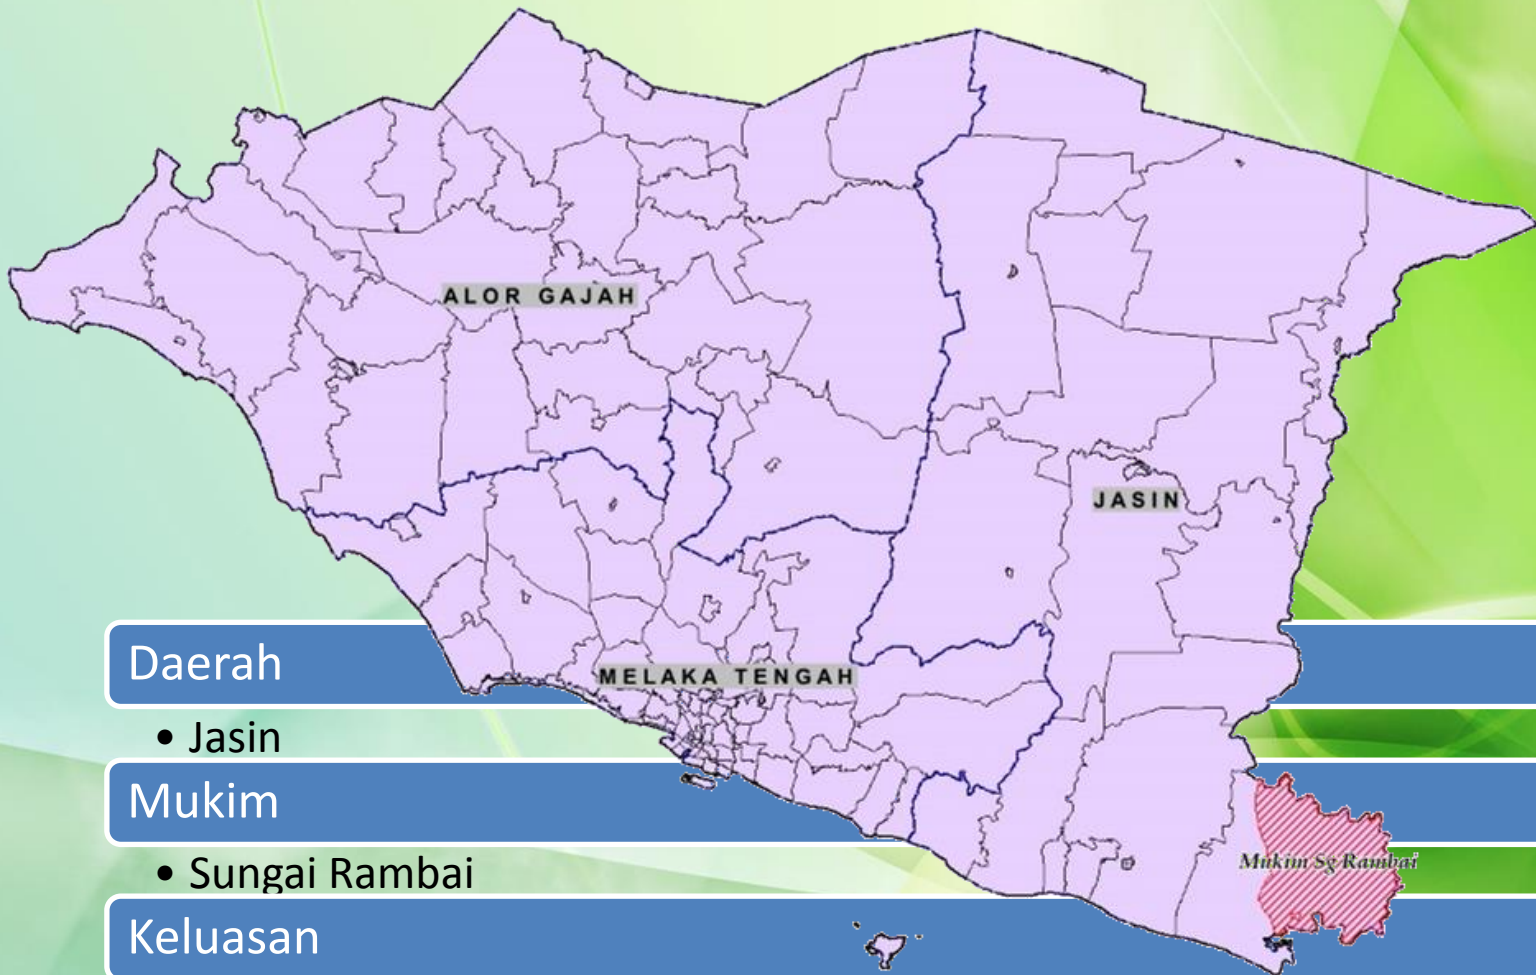 ALOR GAJAH
JASIN
Daerah
MELAKA TENGAH
• Jasin
Mukim
Mukim Sg Rambai
• Sungai Rambai
Keluasan